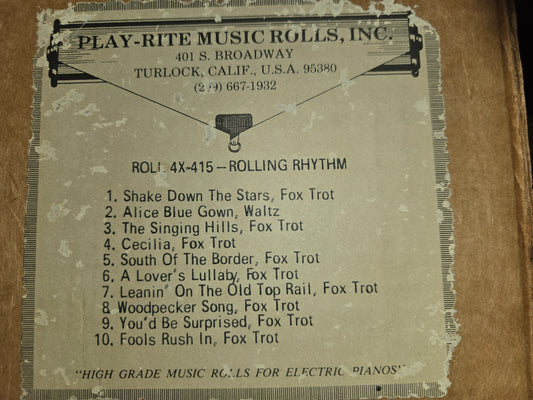 PLAY-RITE MUSIC ROLLS, INC.
401 S. BROADWAY
TURLOCK, CALIF., U.S.A. 95380
667-1932
ROLL 4X-415 – ROLLING RHYTHM
1. Shake Down The Stars, Fox Trot
2. Alice Blue Gown, Waltz
3. The Singing Hills, Fox Trot
4. Cecilia, Fox Trot
5. South Of The Border, Fox Trot
6. A Lover's Lullaby, Fox Trot
7. Leanin' On The Old Top Rail, Fox Trot
8. Woodpecker Song, Fox Trot
9. You'd Be Surprised, Fox Trot
10. Fools Rush In, Fox Trot
"HIGH GRADE MUSIC ROLLS FOR ELECTRIC PIANOS"